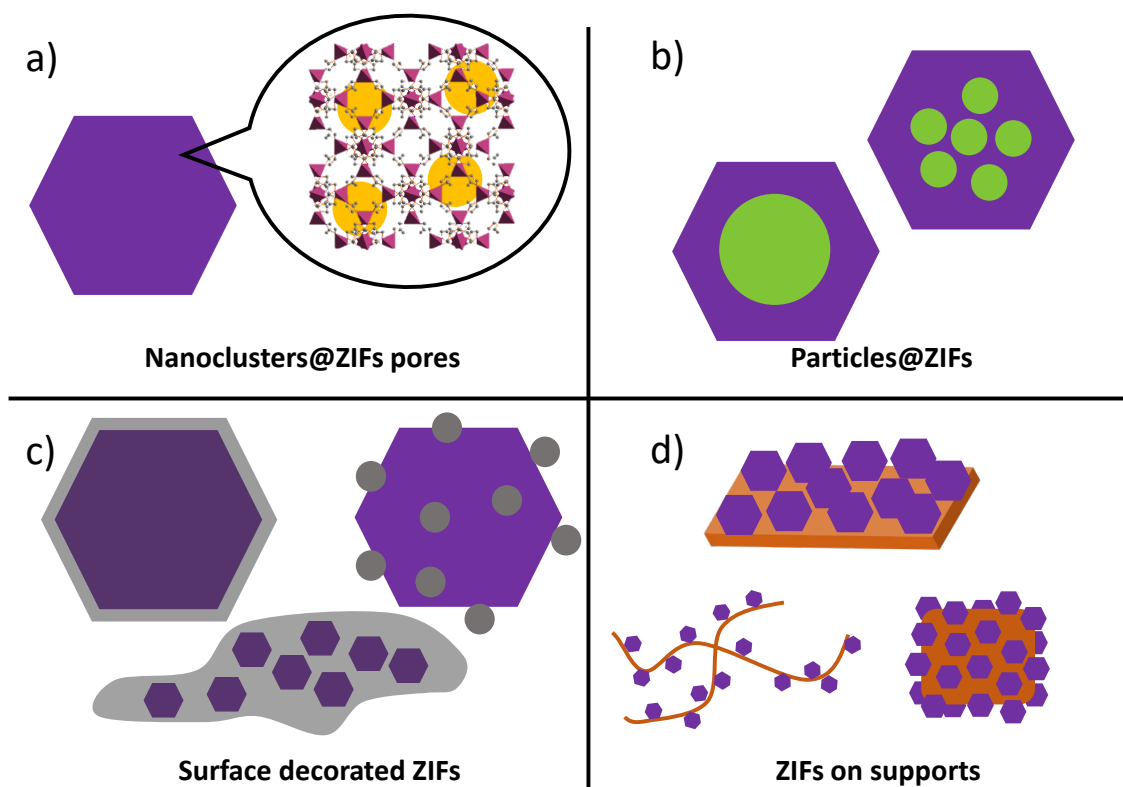 a)
Nanoclusters@ZIFs pores
b)
Particles@ZIFs
c)
Surface decorated ZIFs
d)
ZIFs on supports